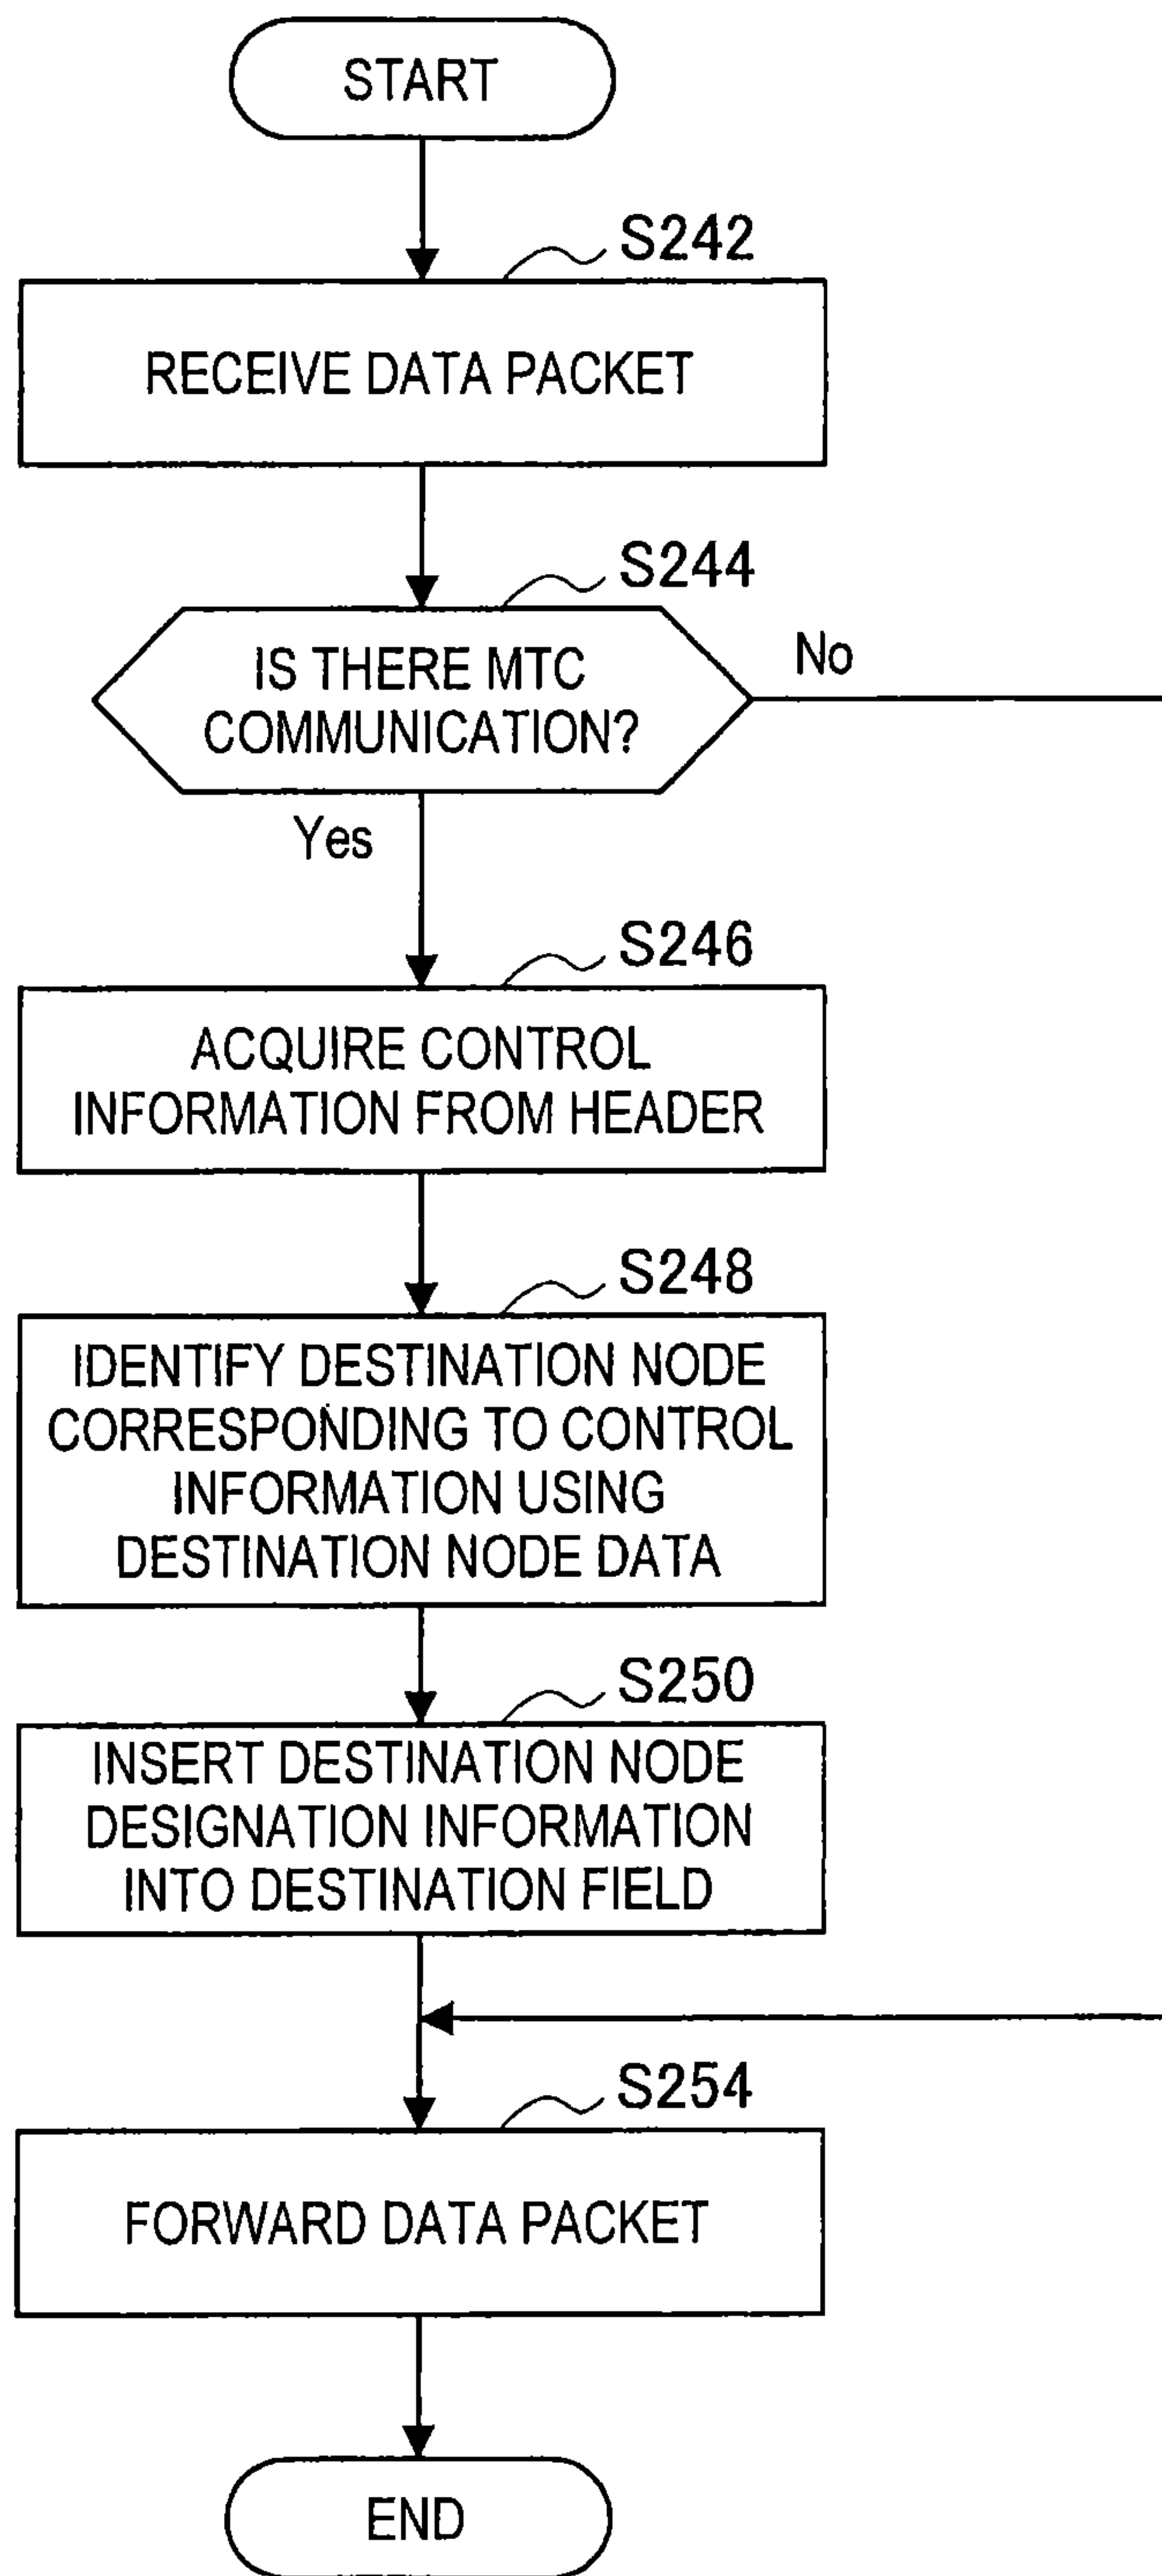 START
S242
RECEIVE DATA PACKET
S244
IS THERE MTC
COMMUNICATION?
No
Yes
S246
ACQUIRE CONTROL
INFORMATION FROM HEADER
S248
IDENTIFY DESTINATION NODE
CORRESPONDING TO CONTROL
INFORMATION USING
DESTINATION NODE DATA
S250
INSERT DESTINATION NODE
DESIGNATION INFORMATION
INTO DESTINATION FIELD
S254
FORWARD DATA PACKET
END